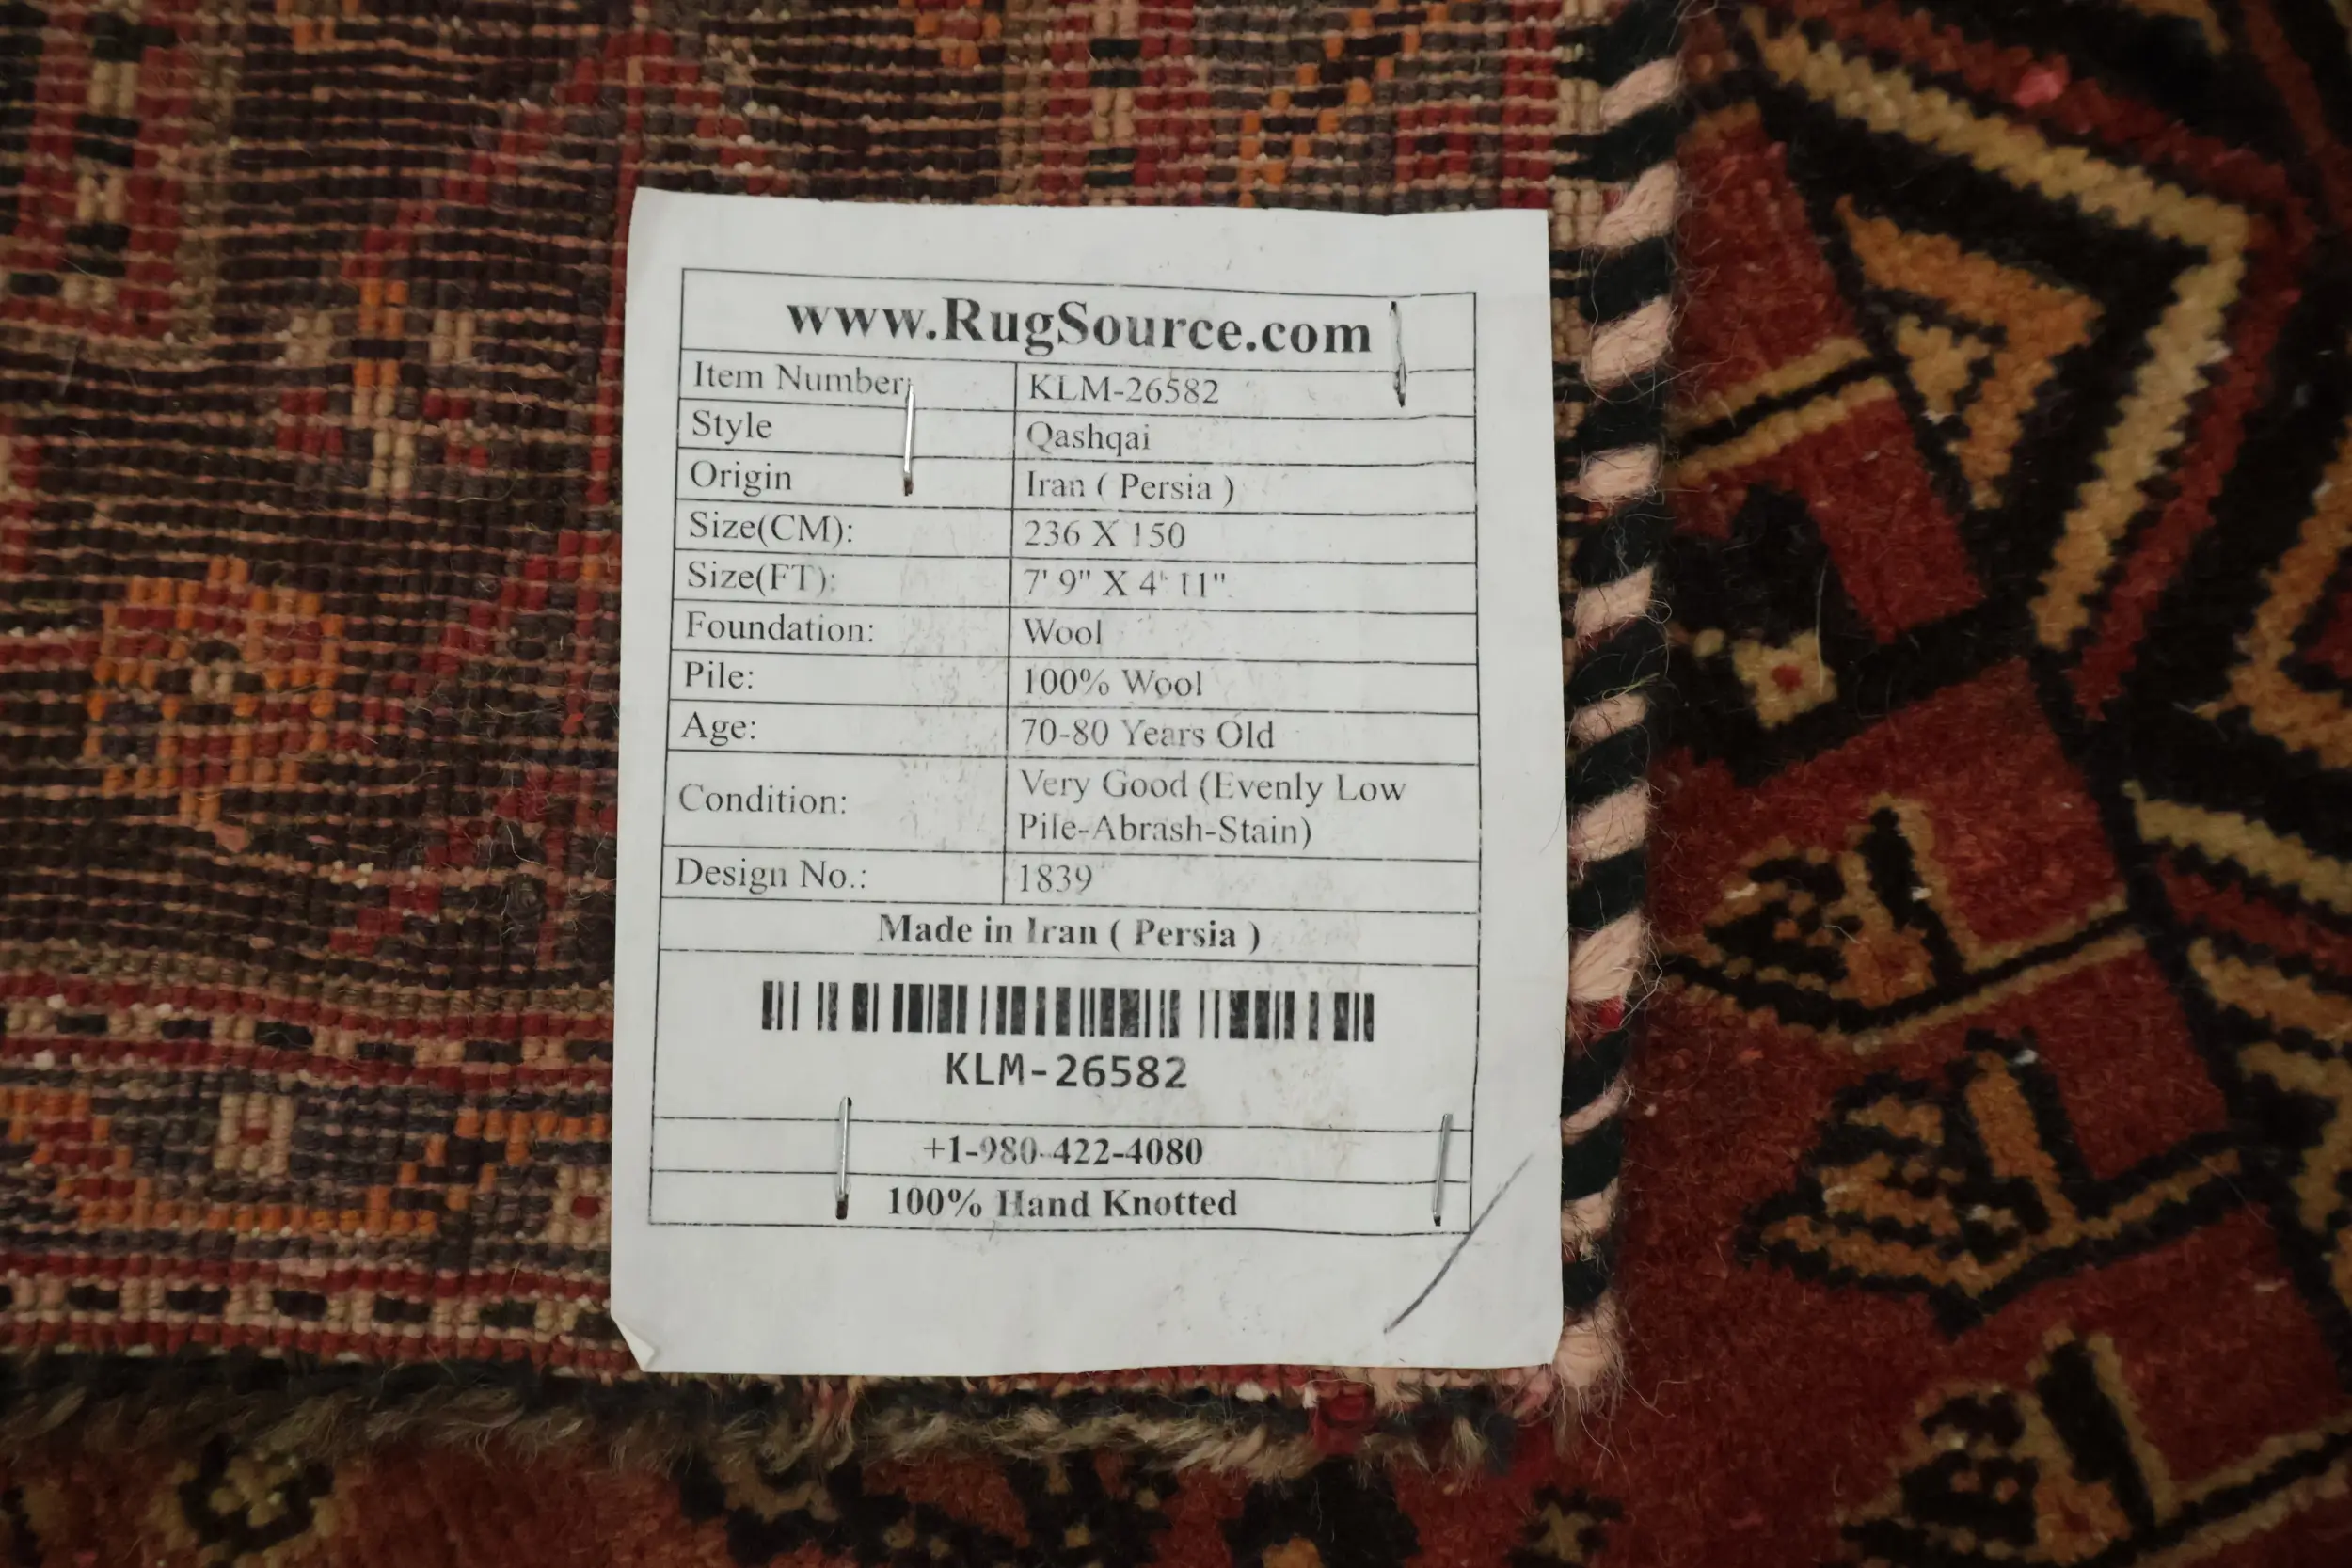 www.RugSource.com
Item Number: KLM-26582
Style Qashqai
Origin Iran ( Persia )
Size(CM): 236 X 150
Size(FT): 7' 9" X 4' 11"
Foundation: Wool
Pile: 100% Wool
Age: 70-80 Years Old
Condition: Very Good (Evenly Low
Pile-Abrash-Stain)
Design No.: 1839
Made in Iran ( Persia )
KLM-26582
+1-980-422-4080
100% Hand Knotted